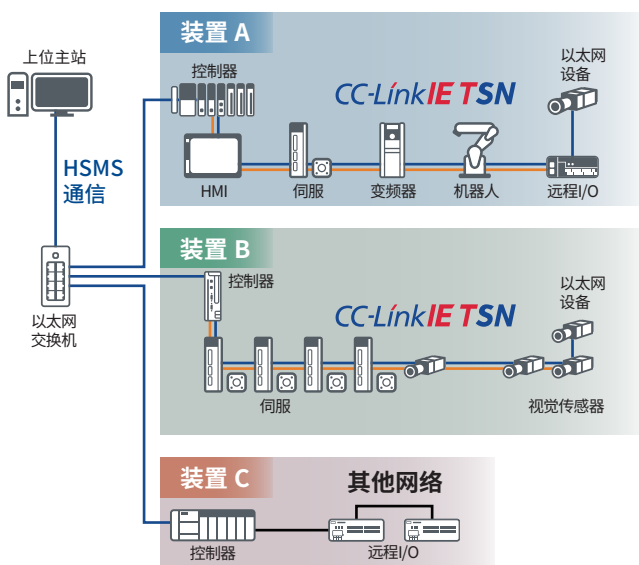 上位主站
HSMS
通信
以太网
交换机
装置 A
控制器
CC-Link IE TSN
以太网
设备
HMI
伺服
变频器
机器人
远程I/O
装置 B
控制器
CC-Link IE TSN
以太网
设备
伺服
视觉传感器
装置 C
其他网络
控制器
远程I/O